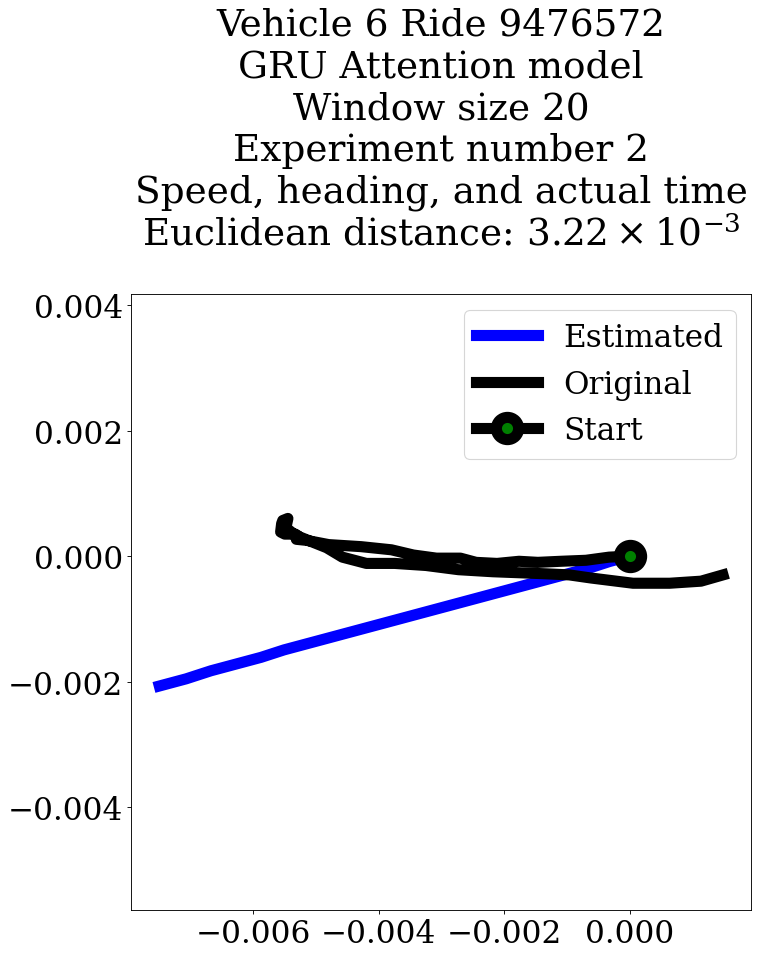 Vehicle 6 Ride 9476572
GRU Attention model
Window size 20
Experiment number 2
Speed, heading, and actual time
Euclidean distance: 3.22 × 10⁻³
0.004
0.002
0.000
−0.002
−0.004
Estimated
Original
Start
−0.006 −0.004 −0.002 0.000